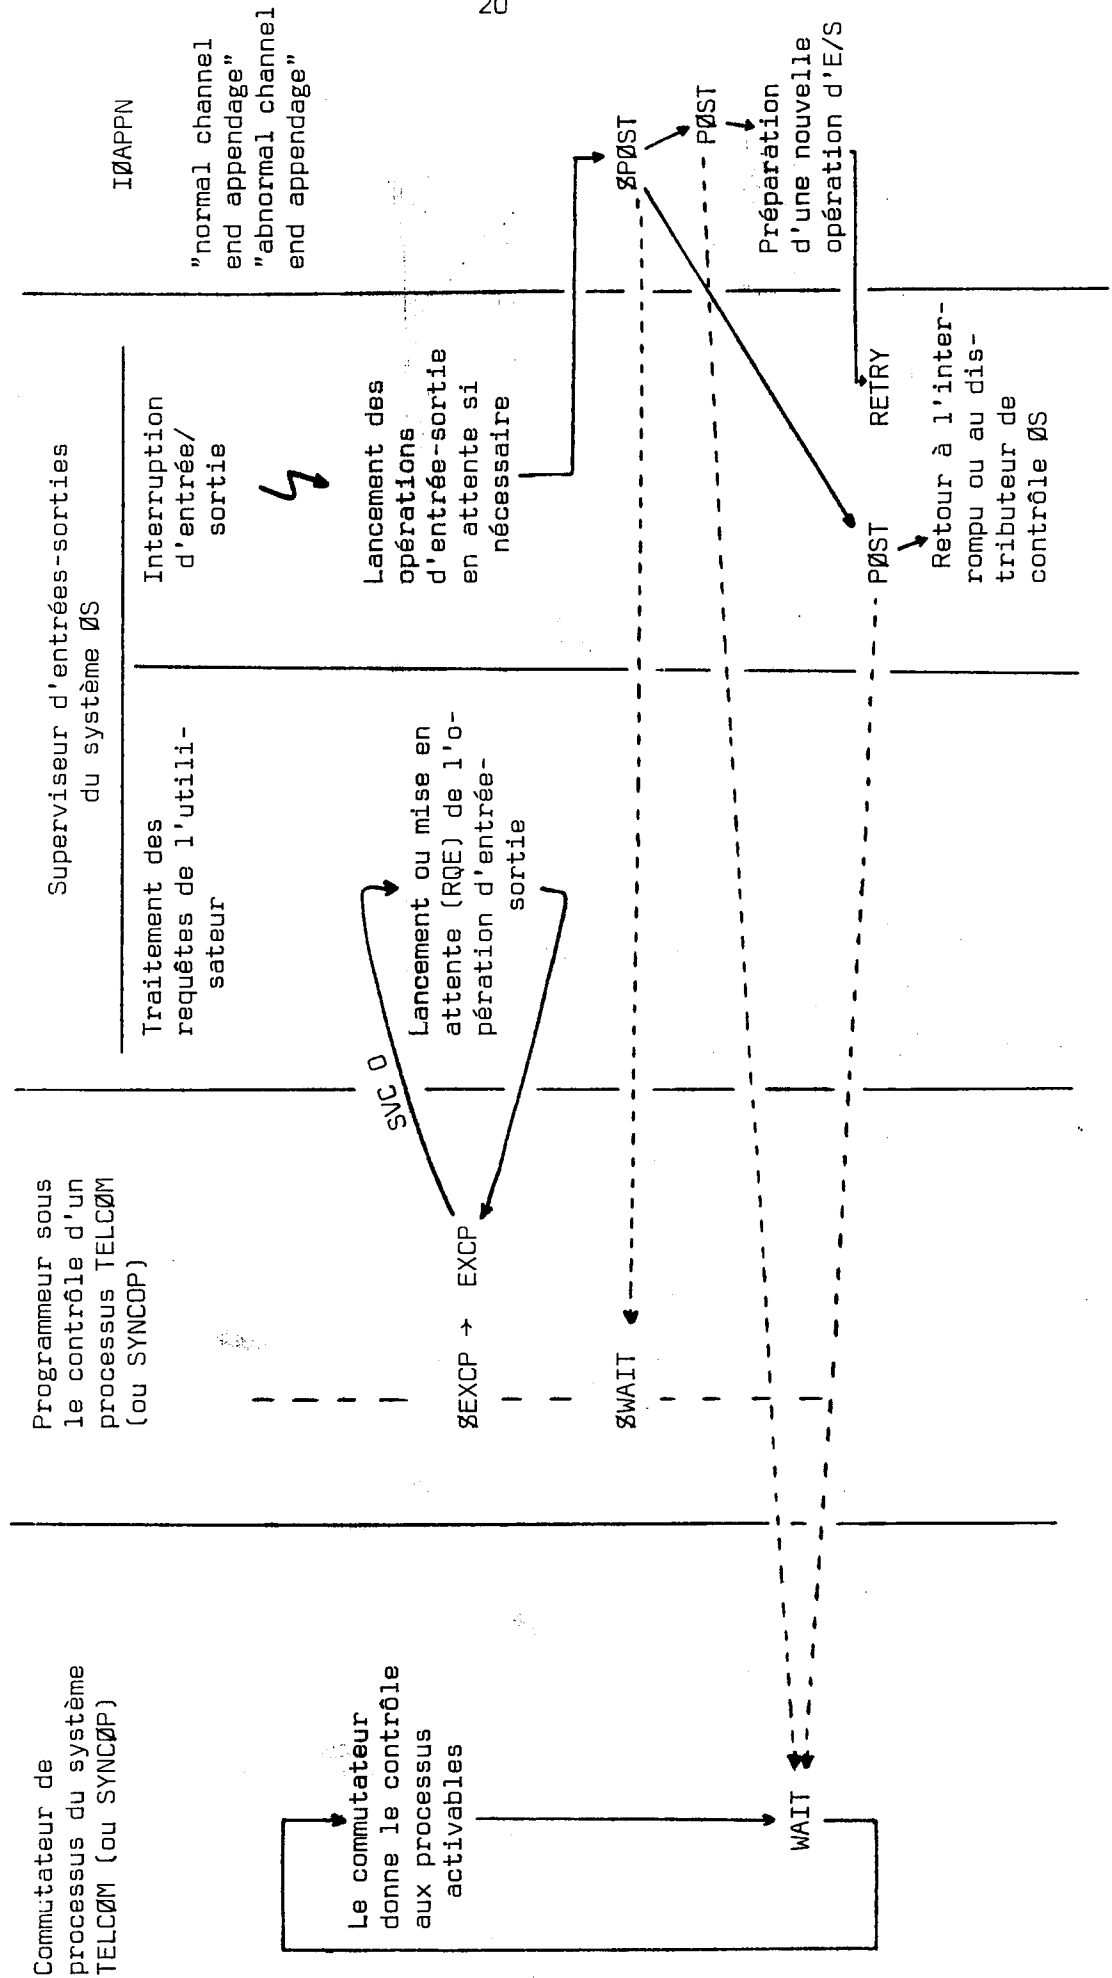 20
Commutateur de
processus du système
TELCØM (ou SYNCØP)
Le commutateur
donne le contrôle
aux processus
activables
WAIT
Programmeur sous
le contrôle d'un
processus TELCØM
(ou SYNCOP)
ØEXCP → EXCP
SVC 0
ØWAIT
Superviseur d'entrées-sorties
du système ØS
Traitement des
requêtes de l'utili-
sateur
Lancement ou mise en
attente (RQE) de l'o-
pération d'entrée-
sortie
Interruption
d'entrée/
sortie
Lancement des
opérations
d'entrée-sortie
en attente si
nécessaire
PØST
Retour à l'inter-
rompu ou au dis-
tributeur de
contrôle ØS
RETRY
IØAPPN
"normal channel
end appendage"
"abnormal channel
end appendage"
ØPØST
PØST
Préparation
d'une nouvelle
opération d'E/S